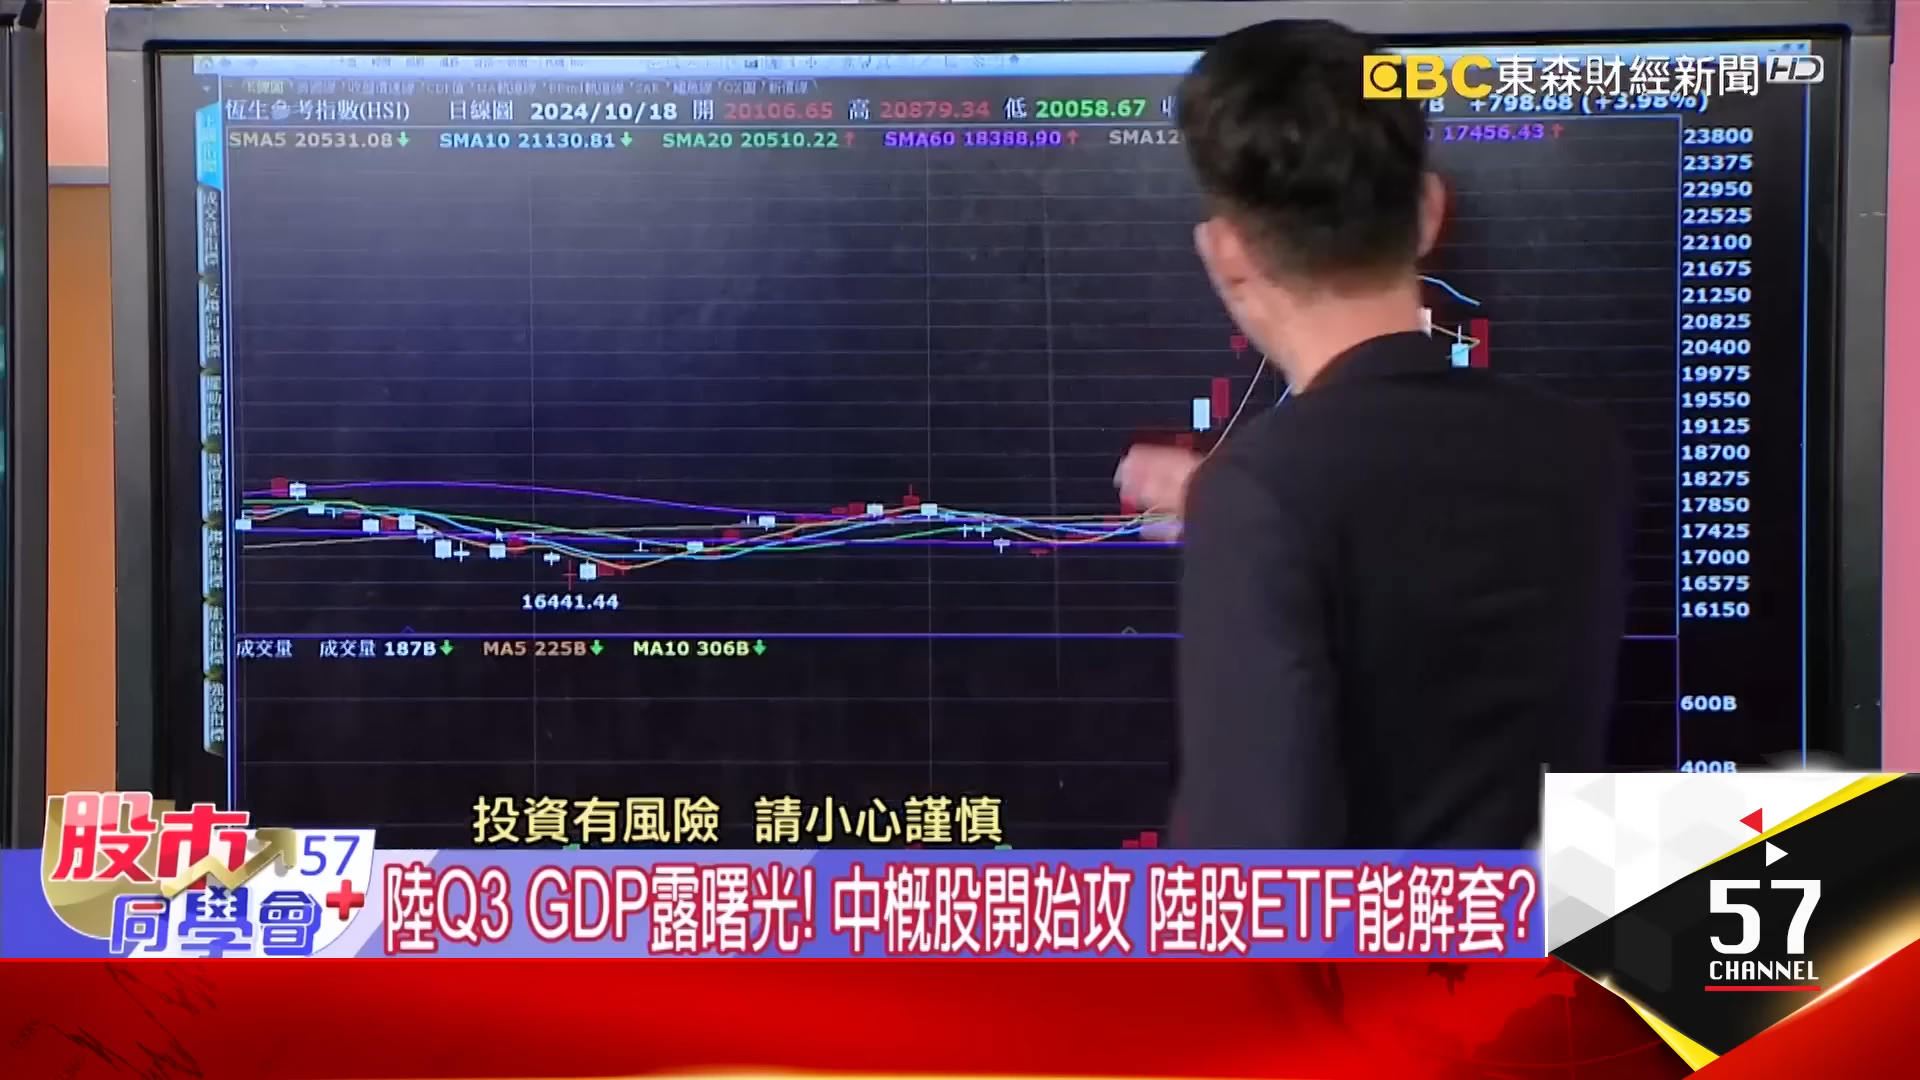 EBC東森財經新聞HD
恆生參考指數(HSI) 日線圖 2024/10/18 開 20106.65 高 20879.34 低 20058.67 收
+798.68 (+3.98%)
SMA5 20531.08 SMA10 21130.81 SMA20 20510.22 SMA60 18388.90 SMA12
17456.43
23800
23375
22950
22525
22100
21675
21250
20825
20400
19975
19550
19125
18700
18275
17850
17425
17000
16575
16150
16441.44
成交量 成交量 187B MA5 225B MA10 306B
600B
400B
投資有風險 請小心謹慎
股市57
同學會+
陸Q3 GDP露曙光! 中概股開始攻 陸股ETF能解套?
57
CHANNEL